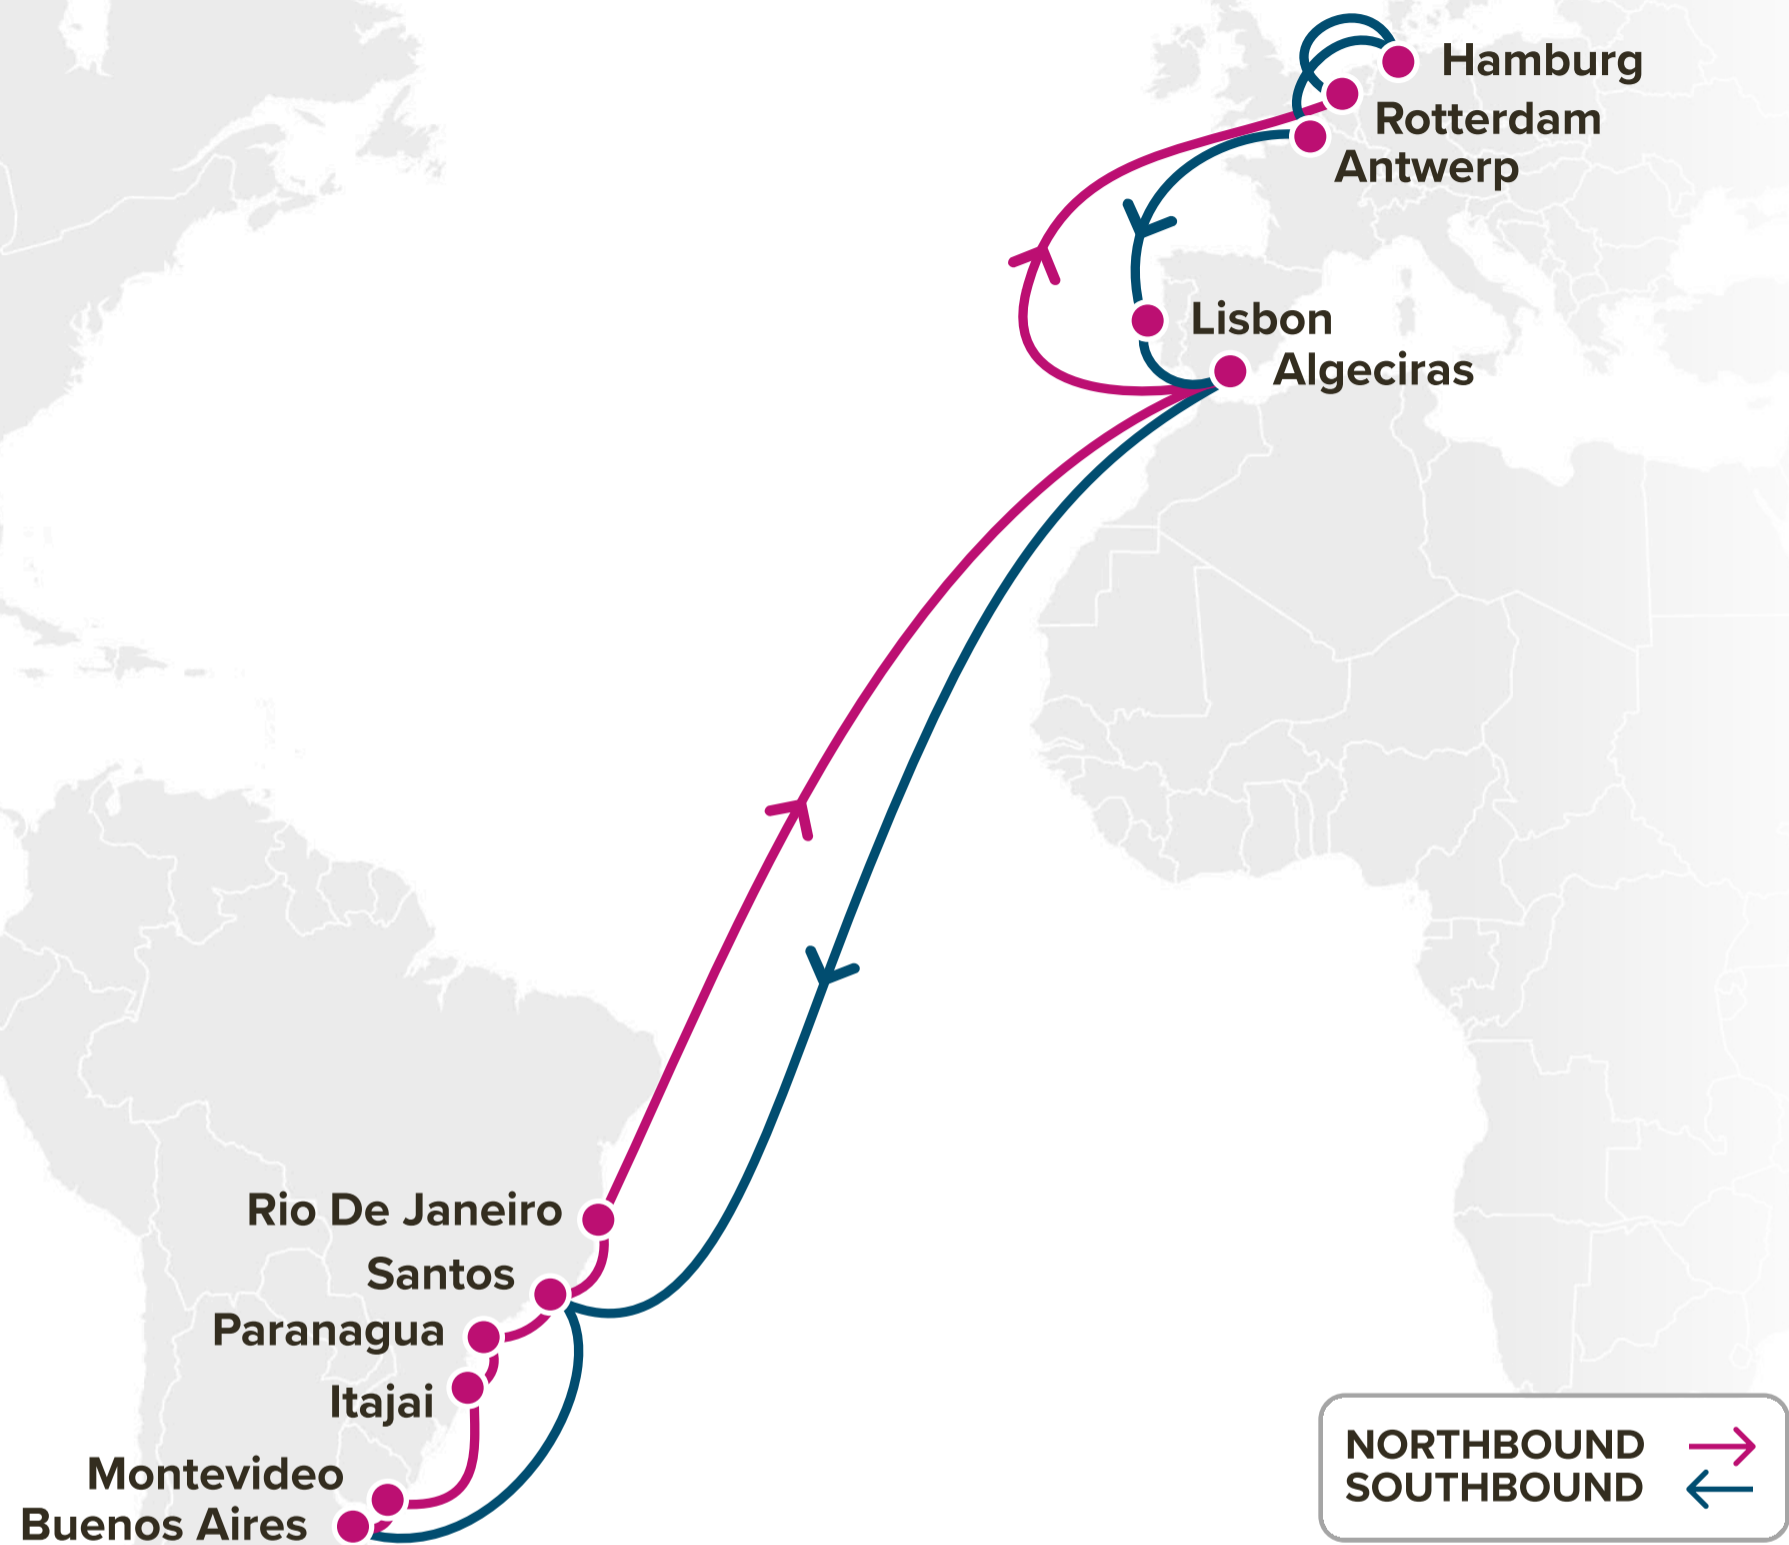 Hamburg
Rotterdam
Antwerp
Lisbon
Algeciras
Rio De Janeiro
Santos
Paranagua
Itajai
Montevideo
Buenos Aires
NORTHBOUND
SOUTHBOUND